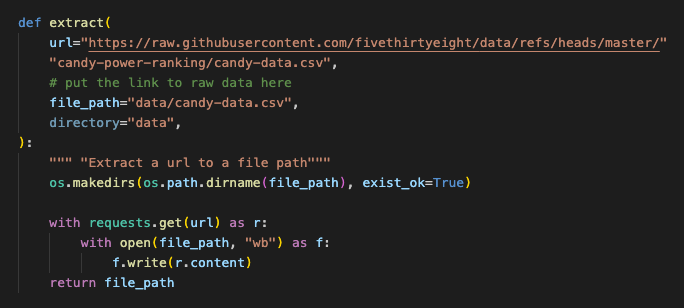 def extract(
    url="https://raw.githubusercontent.com/fivethirtyeight/data/refs/heads/master/"
    "candy-power-ranking/candy-data.csv",
    # put the link to raw data here
    file_path="data/candy-data.csv",
    directory="data",
):
    """ "Extract a url to a file path"""
    os.makedirs(os.path.dirname(file_path), exist_ok=True)

    with requests.get(url) as r:
        with open(file_path, "wb") as f:
            f.write(r.content)
    return file_path